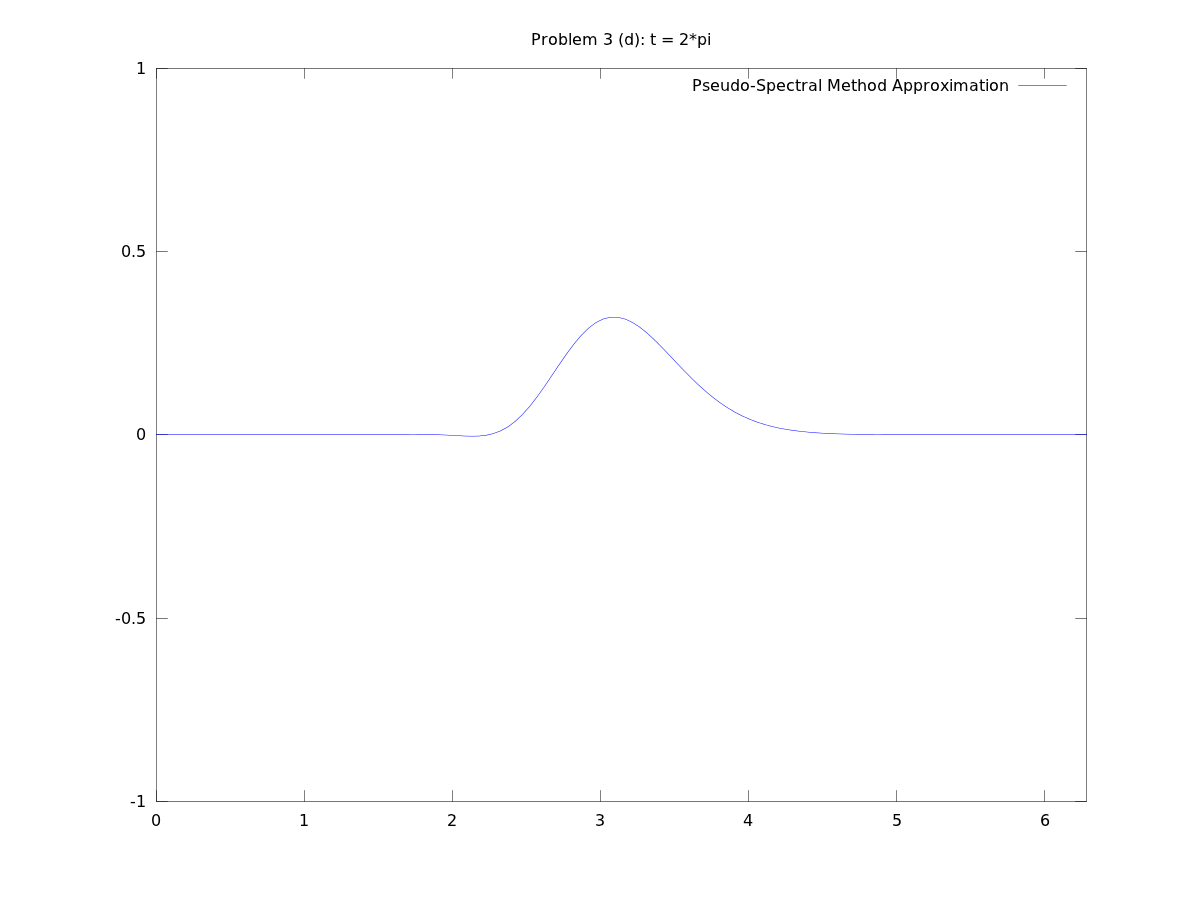 Problem 3 (d): t = 2*pi
Pseudo-Spectral Method Approximation
1
0.5
0
-0.5
-1
0 1 2 3 4 5 6